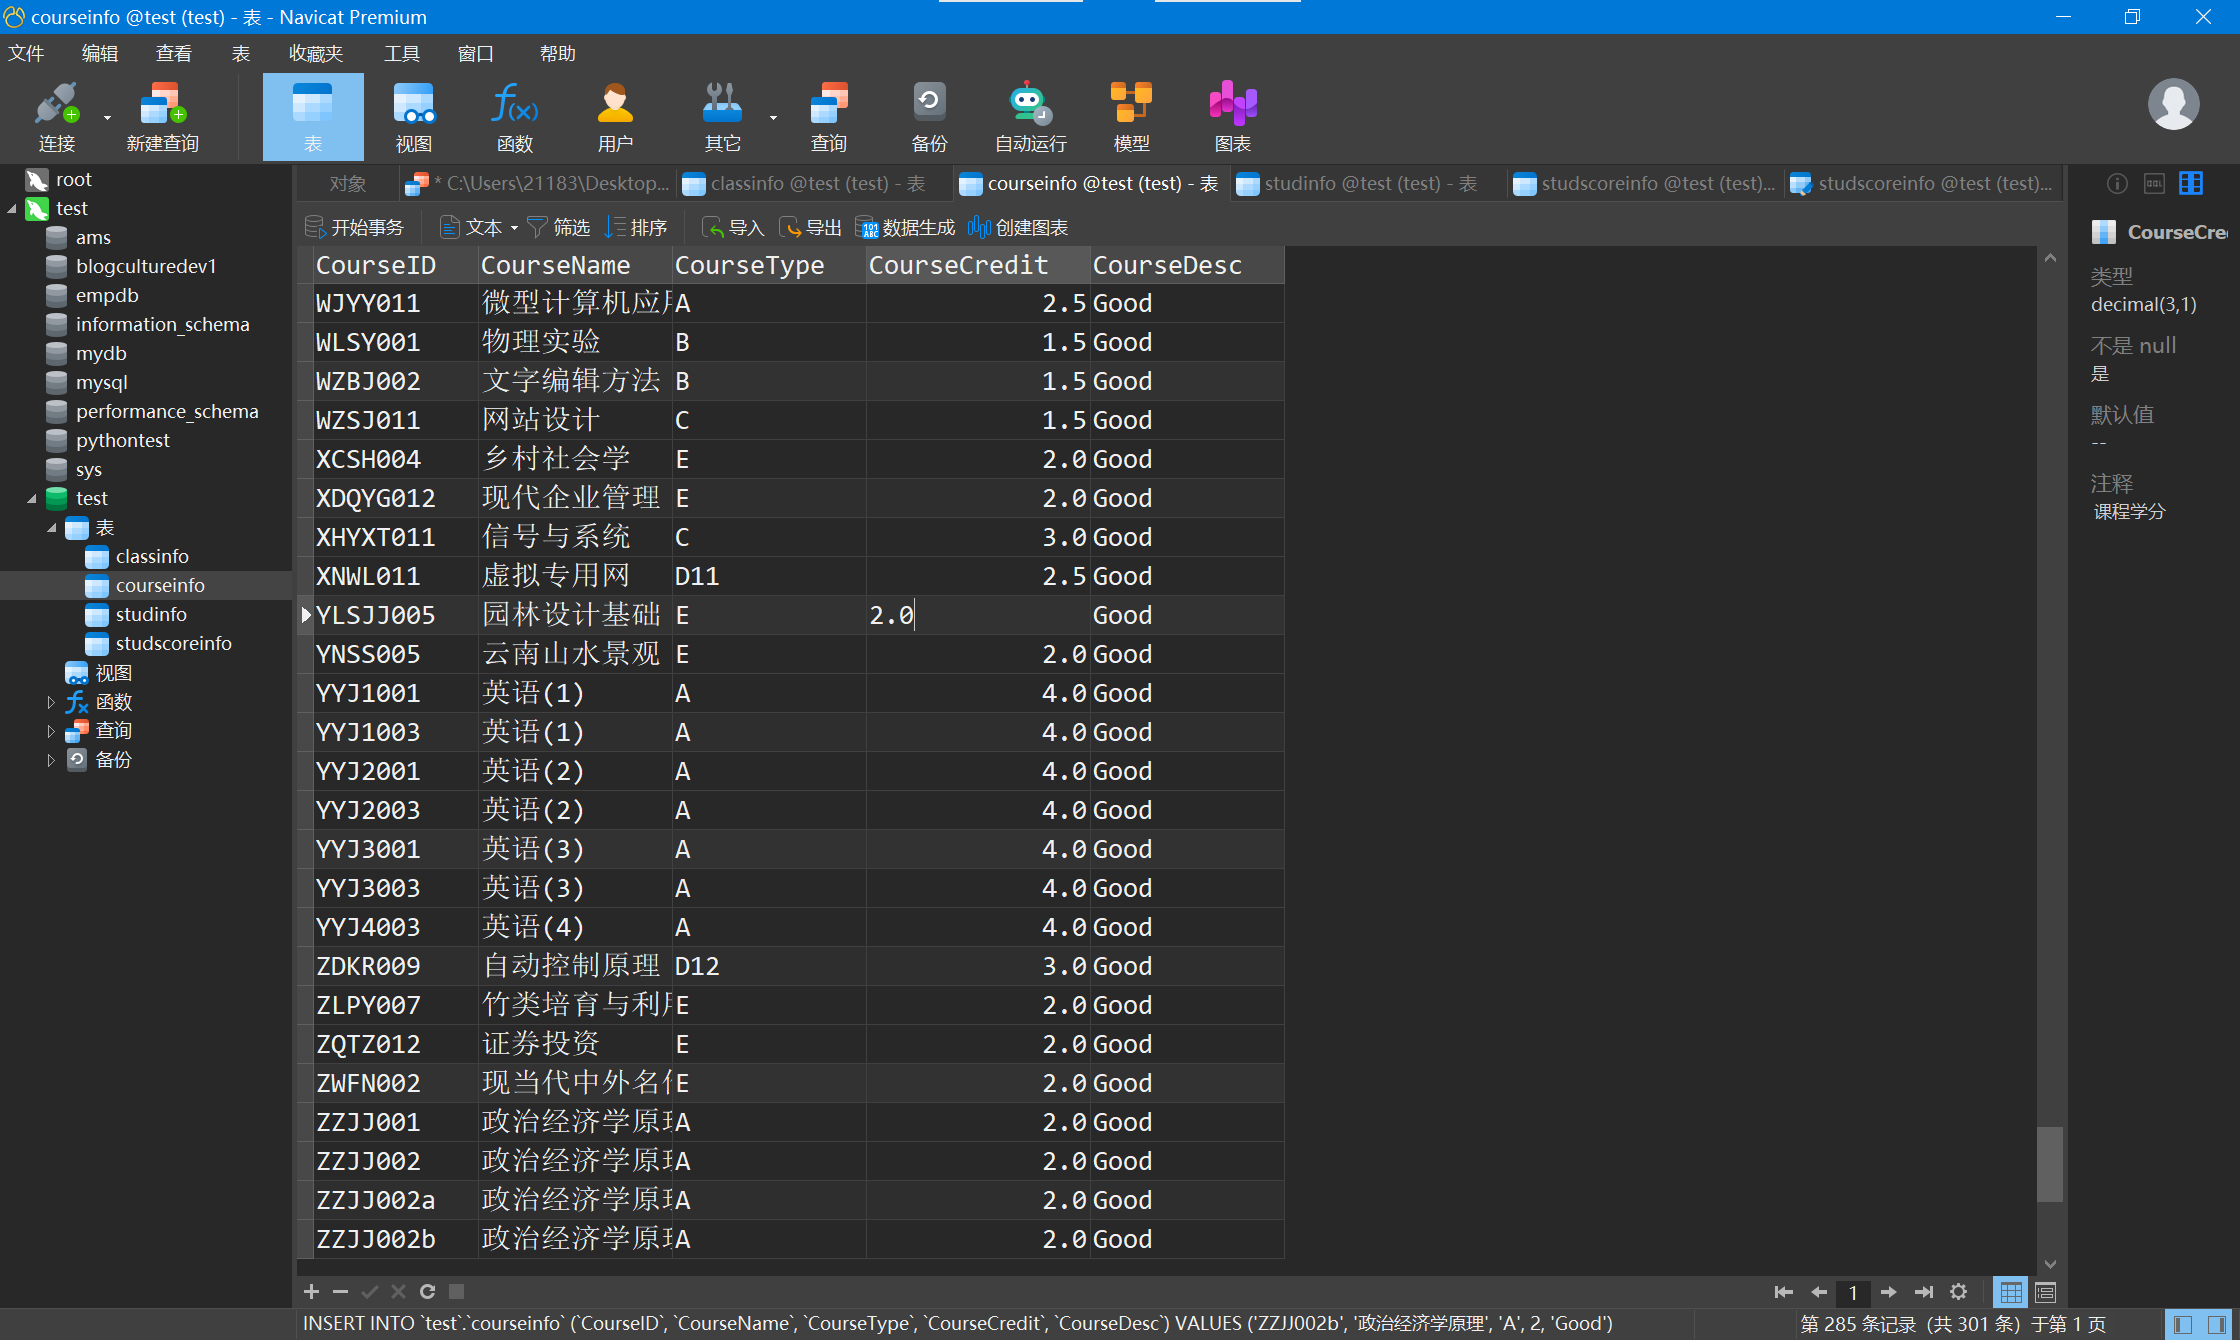 courseinfo @test (test) - 表 - Navicat Premium
文件 编辑 查看 表 收藏夹 工具 窗口 帮助
连接 新建查询 表 视图 函数 用户 其它 查询 备份 自动运行 模型 图表
对象 * C:\Users\21183\Desktop... classinfo @test (test) - 表 courseinfo @test (test) - 表 studinfo @test (test) - 表 studscoreinfo @test (test)... studscoreinfo @test (test)...
开始事务 文本 筛选 排序 导入 导出 数据生成 创建图表
root
test
ams
blogculturedev1
empdb
information_schema
mydb
mysql
performance_schema
pythontest
sys
test
表
classinfo
courseinfo
studinfo
studscoreinfo
视图
函数
查询
备份
CourseID CourseName CourseType CourseCredit CourseDesc
WJYY011 微型计算机应 A 2.5 Good
WLSY001 物理实验 B 1.5 Good
WZBJ002 文字编辑方法 B 1.5 Good
WZSJ011 网站设计 C 1.5 Good
XCSH004 乡村社会学 E 2.0 Good
XDQYG012 现代企业管理 E 2.0 Good
XHYXT011 信号与系统 C 3.0 Good
XNWL011 虚拟专用网 D11 2.5 Good
YLSJJ005 园林设计基础 E 2.0 Good
YNSS005 云南山水景观 E 2.0 Good
YYJ1001 英语(1) A 4.0 Good
YYJ1003 英语(1) A 4.0 Good
YYJ2001 英语(2) A 4.0 Good
YYJ2003 英语(2) A 4.0 Good
YYJ3001 英语(3) A 4.0 Good
YYJ3003 英语(3) A 4.0 Good
YYJ4003 英语(4) A 4.0 Good
ZDKR009 自动控制原理 D12 3.0 Good
ZLPY007 竹类培育与利 E 2.0 Good
ZQTZ012 证券投资 E 2.0 Good
ZWFN002 现当代中外名 E 2.0 Good
ZZJJ001 政治经济学原 A 2.0 Good
ZZJJ002 政治经济学原 A 2.0 Good
ZZJJ002a 政治经济学原 A 2.0 Good
ZZJJ002b 政治经济学原 A 2.0 Good
CourseCre
类型
decimal(3,1)
不是 null
是
默认值
--
注释
课程学分
1
INSERT INTO `test`.`courseinfo` (`CourseID`, `CourseName`, `CourseType`, `CourseCredit`, `CourseDesc`) VALUES ('ZZJJ002b', '政治经济学原理', 'A', 2, 'Good')
第 285 条记录 (共 301 条) 于第 1 页